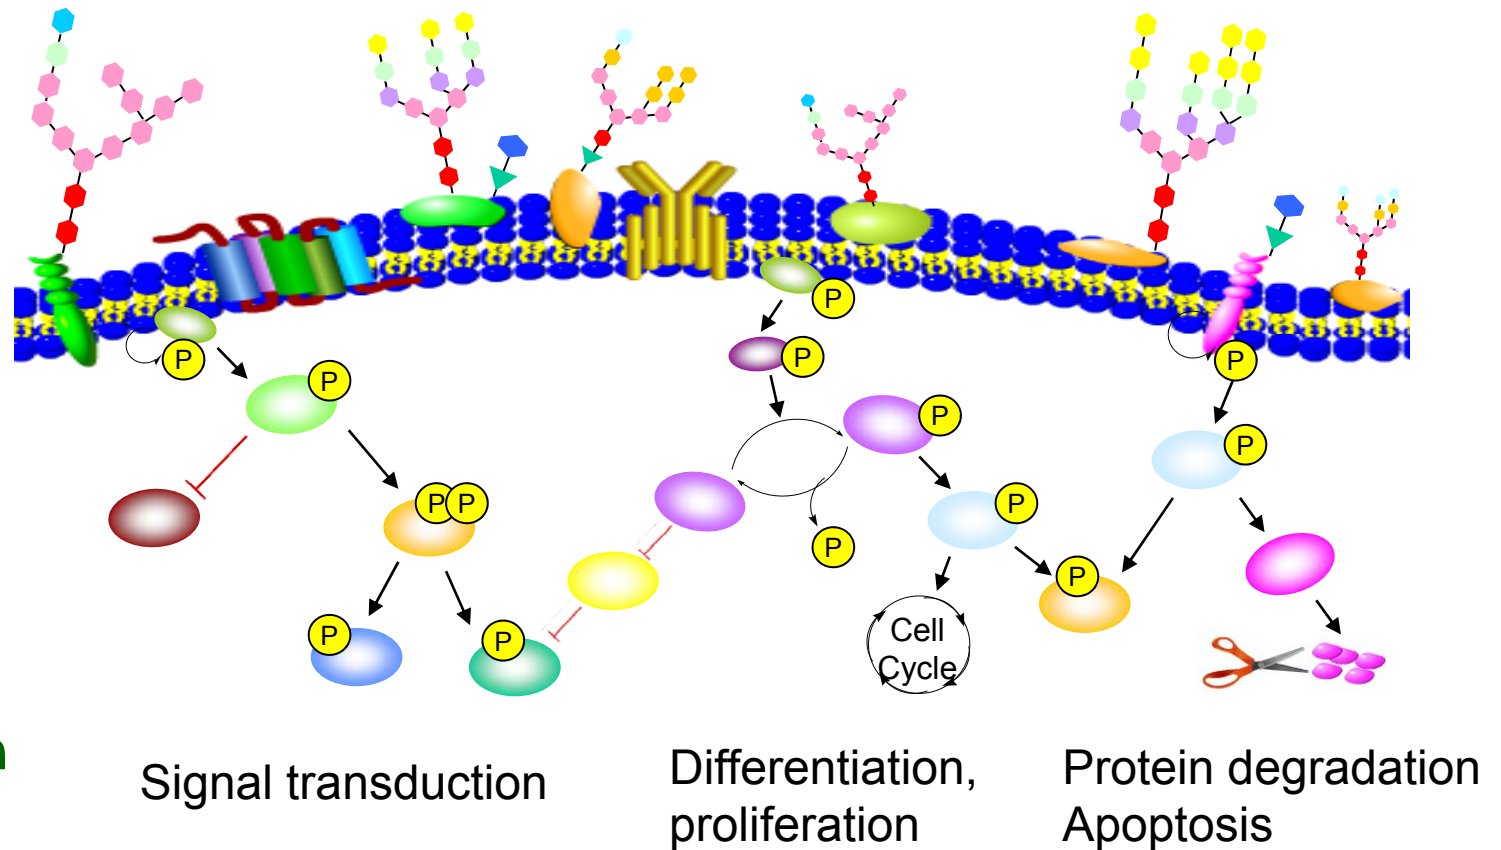 P
P
P
P
P
P
P
P P
P
P
P
P
P
P
Cell
Cycle
n
Signal transduction
Differentiation,
proliferation
Protein degradation
Apoptosis